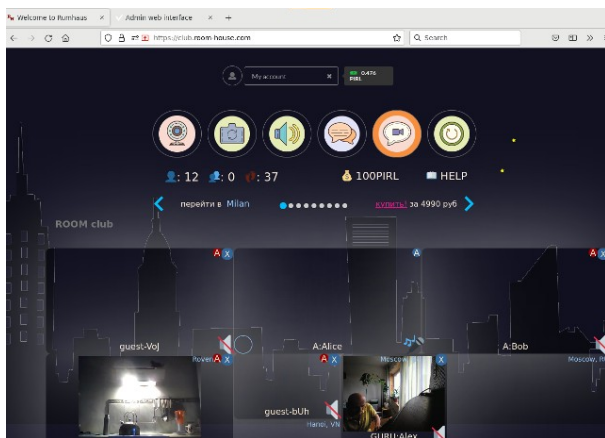 Welcome to Rumhaus × Admin web interface × +
https://club.room-house.com Search
My account × 0.476
PIRL
: 12 : 0 : 37 100PIRL HELP
перейти в Milan купить! за 4990 руб
ROOM club
A X A A X
guest-VoJ A:Alice A:Bob
A X Moscow, RU
X
guest-bUh
Hanoi, VN
GURU:Alex